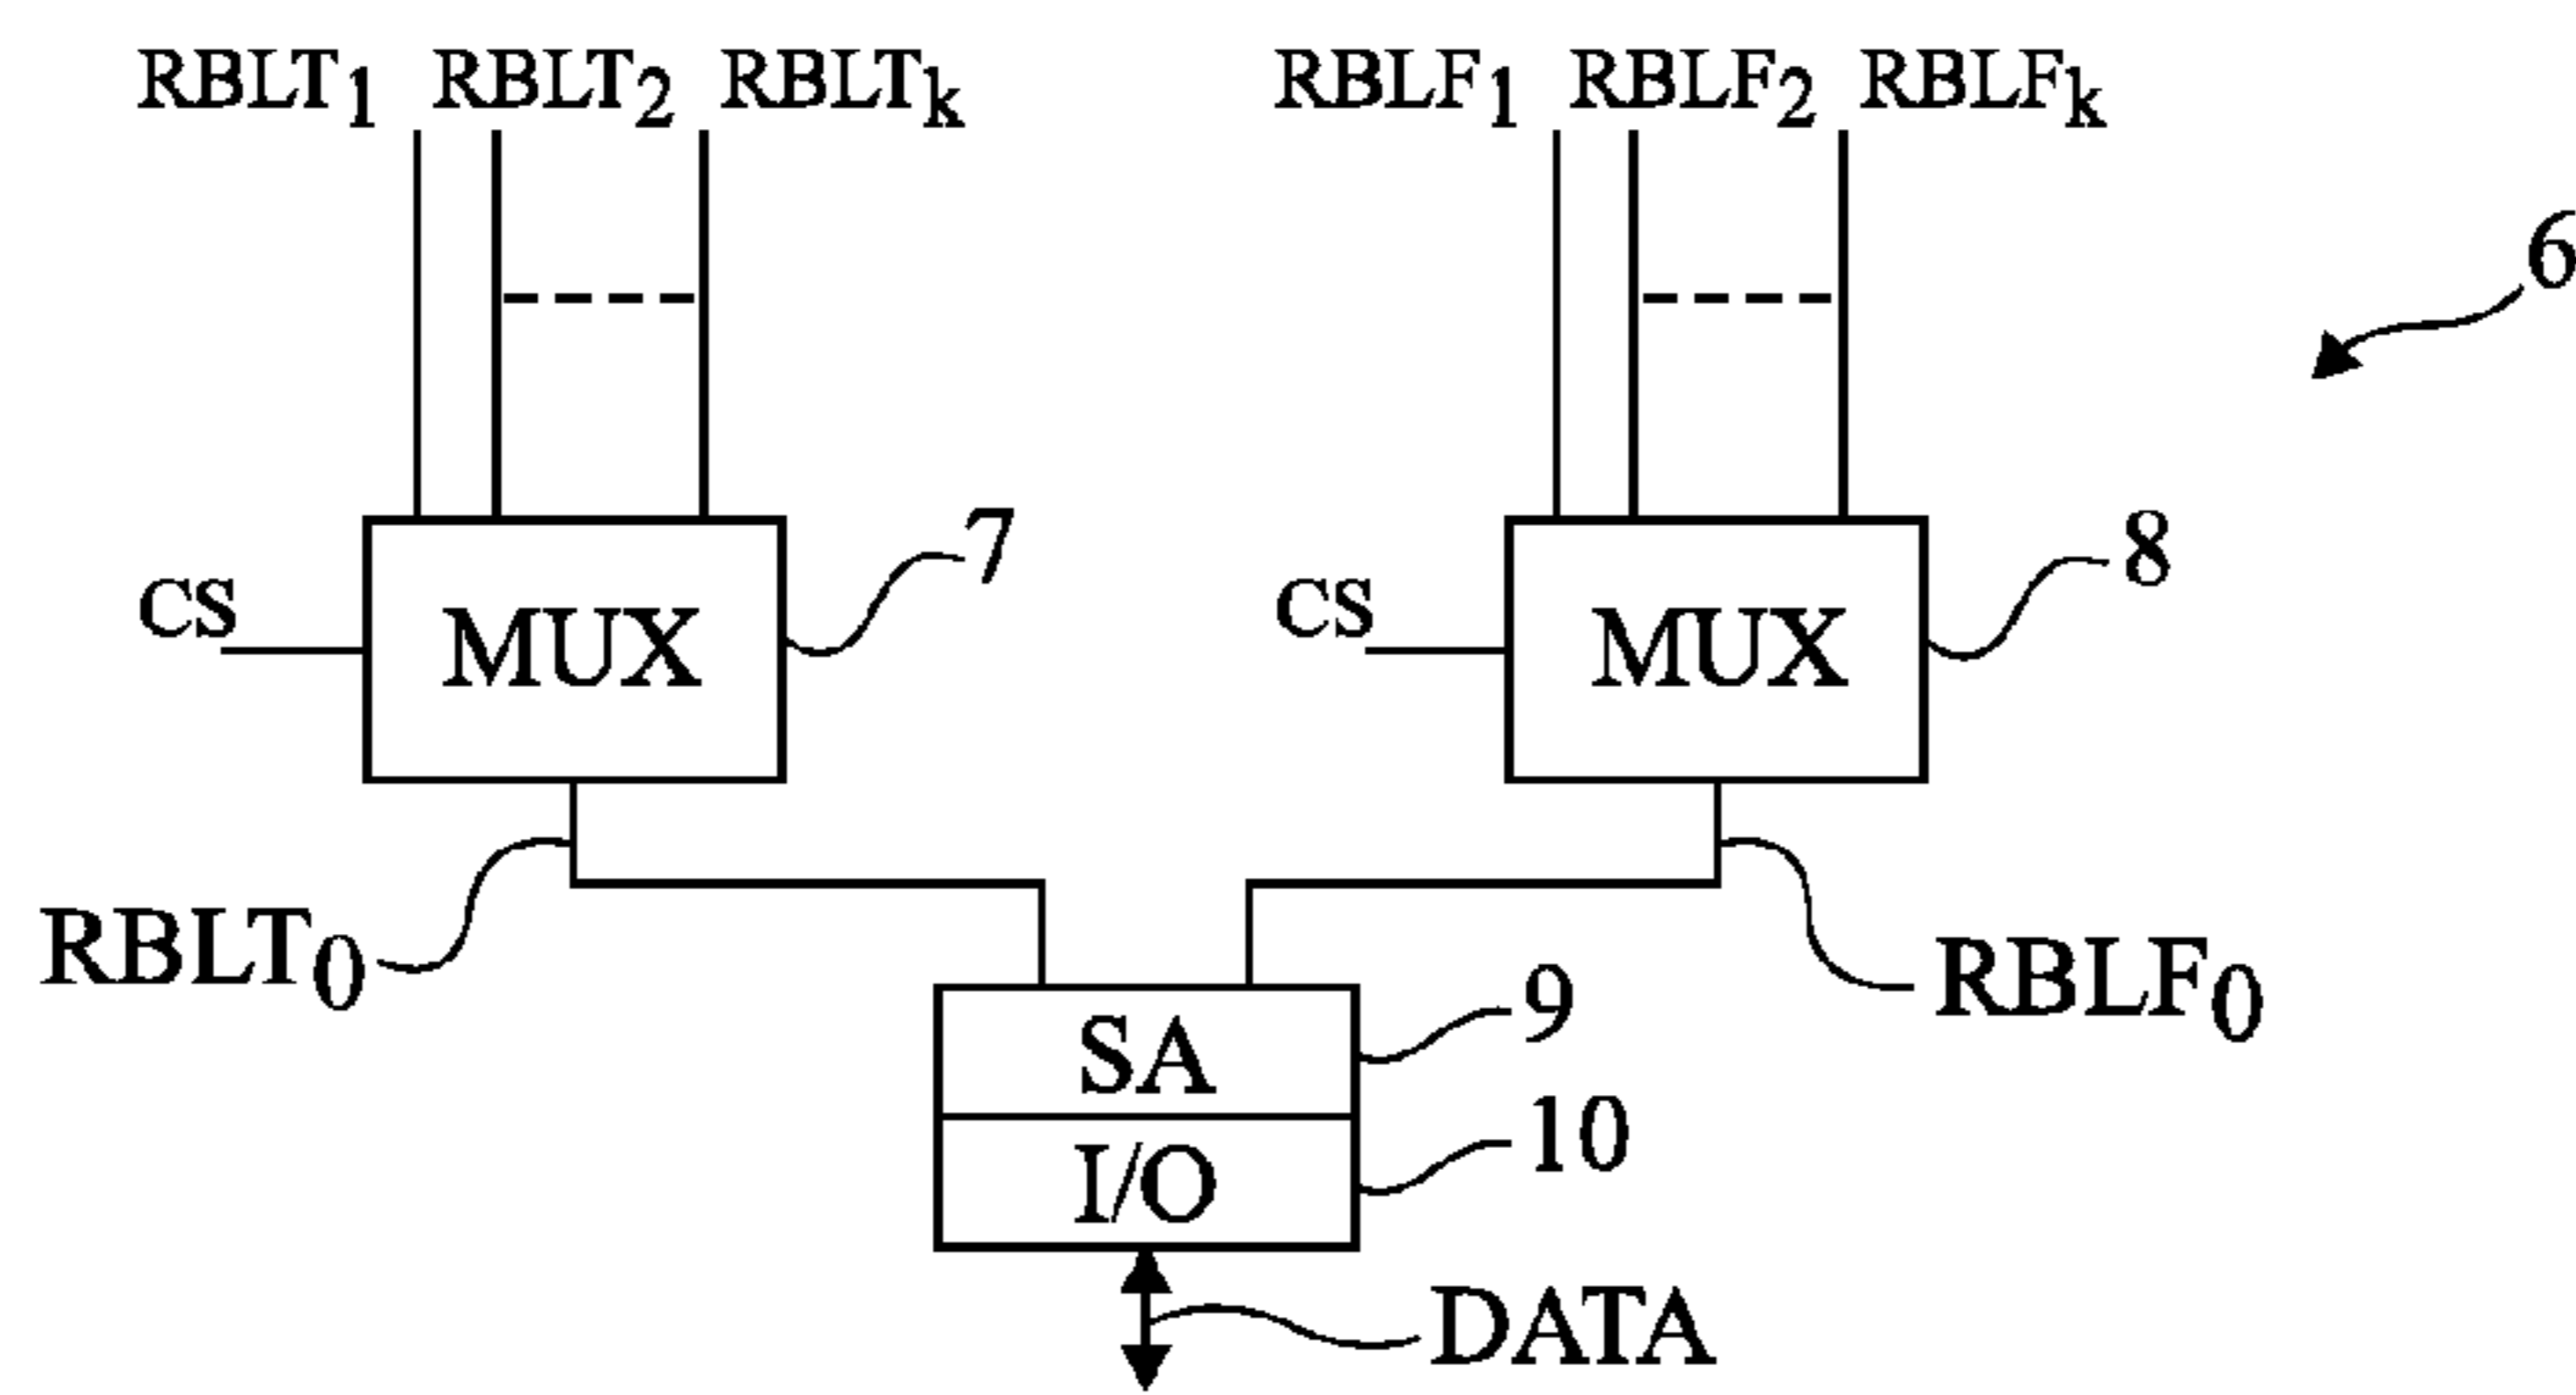 RBLT1 RBLT2 RBLTk RBLF1 RBLF2 RBLFk
6
7
8
CS MUX CS MUX
RBLT0
RBLF0
SA 9
I/O 10
DATA